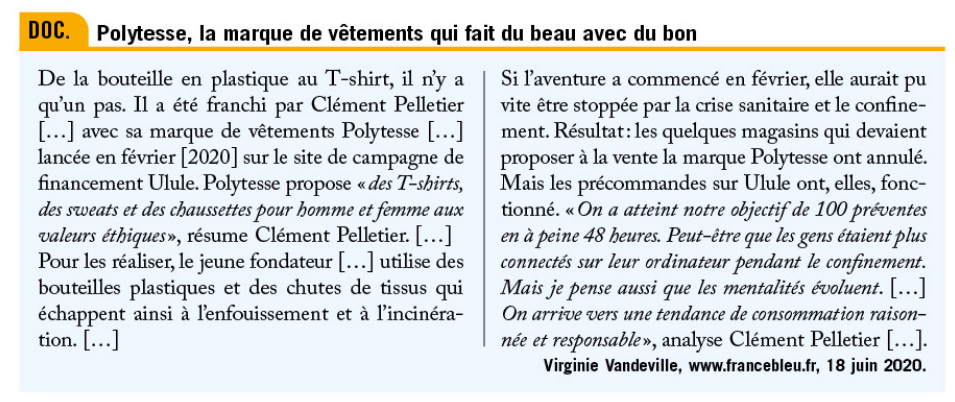 DOC. Polytesse, la marque de vêtements qui fait du beau avec du bon
De la bouteille en plastique au T-shirt, il n’y a
qu’un pas. Il a été franchi par Clément Pelletier
[…] avec sa marque de vêtements Polytesse […]
lancée en février [2020] sur le site de campagne de
financement Ulule. Polytesse propose « des T-shirts,
des sweats et des chaussettes pour homme et femme aux
valeurs éthiques », résume Clément Pelletier. […]
Pour les réaliser, le jeune fondateur […] utilise des
bouteilles plastiques et des chutes de tissus qui
échappent ainsi à l’enfouissement et à l’incinéra-
tion. […]
Si l’aventure a commencé en février, elle aurait pu
vite être stoppée par la crise sanitaire et le confine-
ment. Résultat : les quelques magasins qui devaient
proposer à la vente la marque Polytesse ont annulé.
Mais les précommandes sur Ulule ont, elles, fonc-
tionné. « On a atteint notre objectif de 100 préventes
en à peine 48 heures. Peut-être que les gens étaient plus
connectés sur leur ordinateur pendant le confinement.
Mais je pense aussi que les mentalités évoluent. […]
On arrive vers une tendance de consommation raison-
née et responsable », analyse Clément Pelletier […].
Virginie Vandeville, www.francebleu.fr, 18 juin 2020.